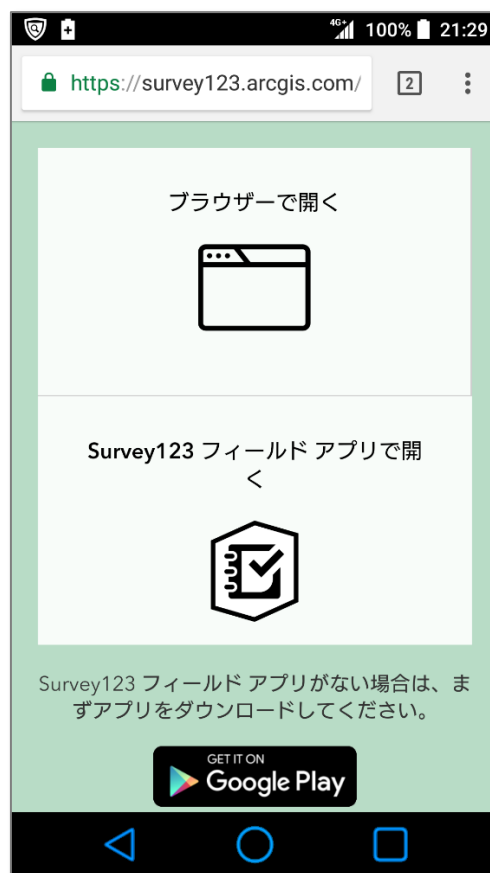 4G+ 100% 21:29
https://survey123.arcgis.com/ 2
ブラウザーで開く
Survey123 フィールド アプリで開
く
Survey123 フィールド アプリがない場合は、ま
ずアプリをダウンロードしてください。
GET IT ON
Google Play